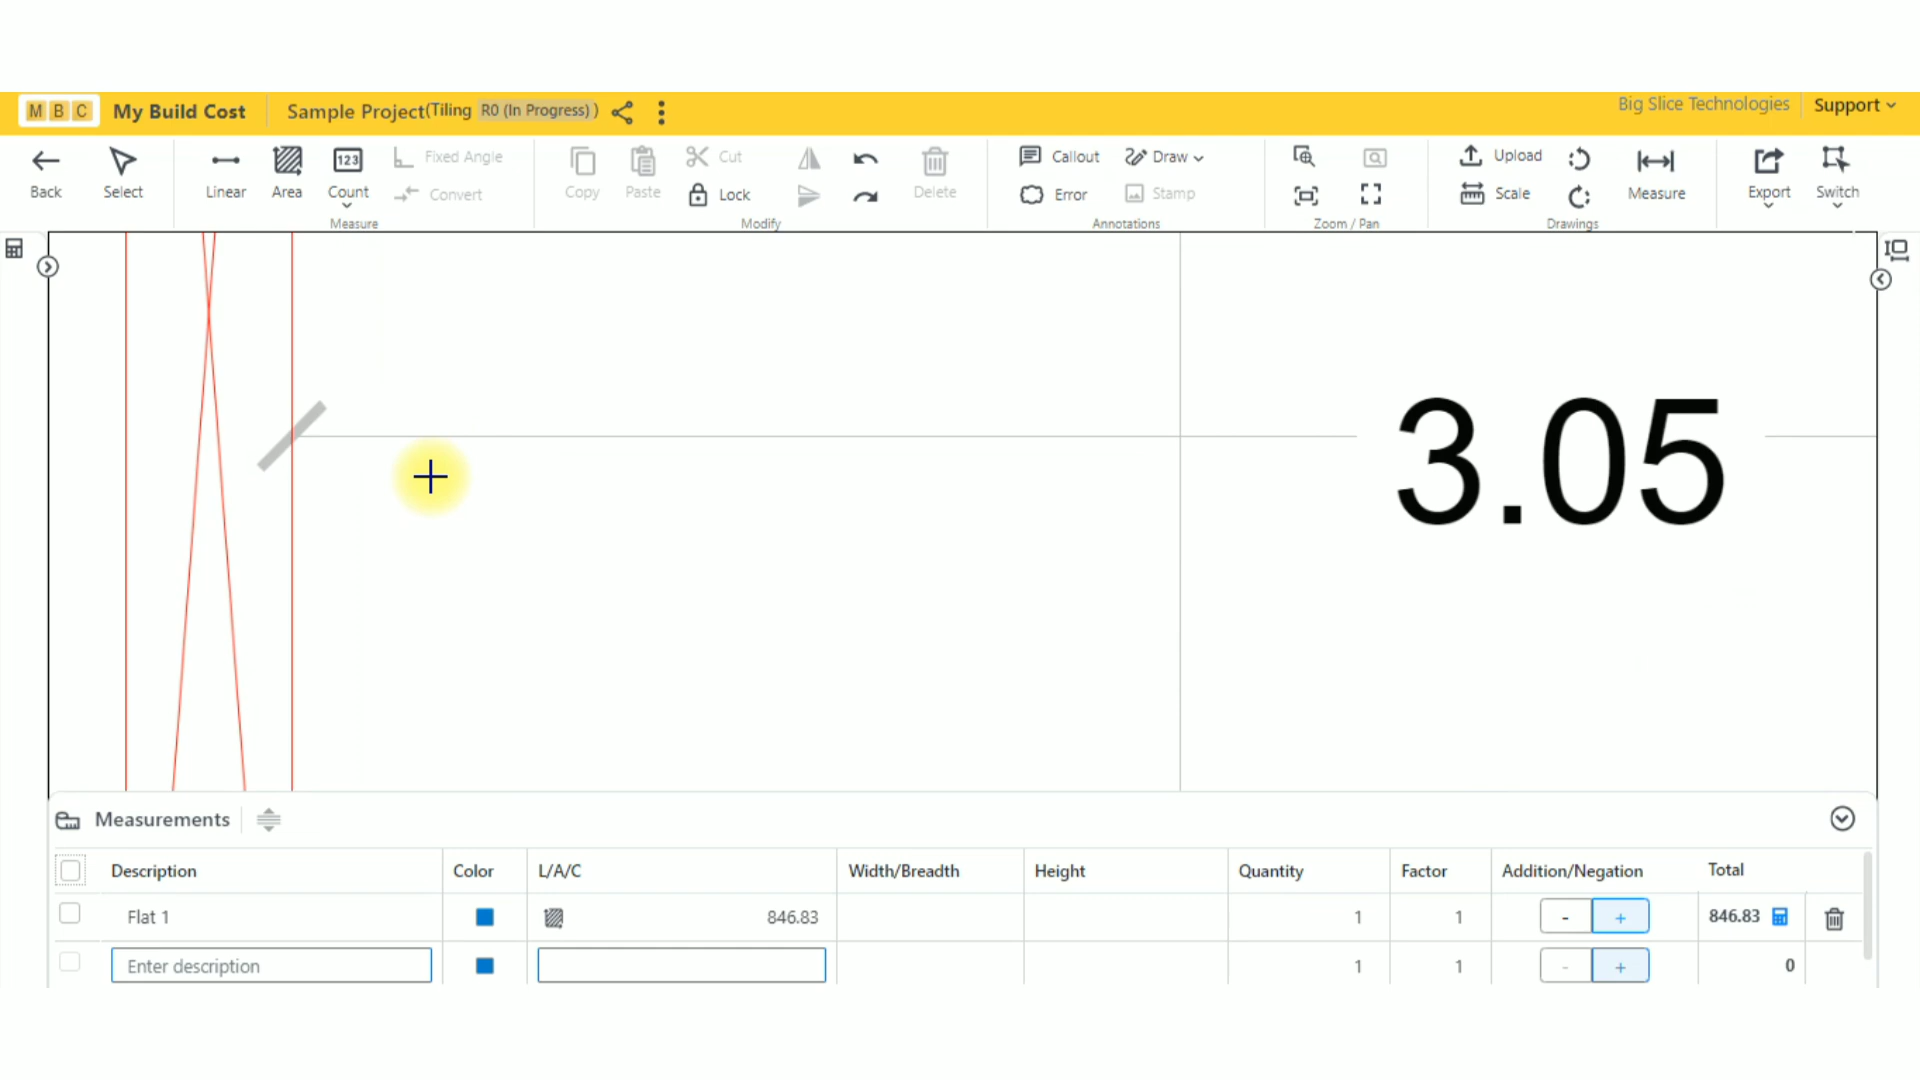 MBC My Build Cost Sample Project(Tiling R0 (In Progress) ) Big Slice Technologies Support
Back Select Linear Area 123 Count Fixed Angle Convert Copy Paste Cut Lock Delete Callout Draw Error Stamp Upload Scale Measure Export Switch
Measure Modify Annotations Zoom / Pan Drawings
3.05
Measurements
Description Color L/A/C Width/Breadth Height Quantity Factor Addition/Negation Total
Flat 1 846.83 1 1 - + 846.83
Enter description 1 1 - + 0